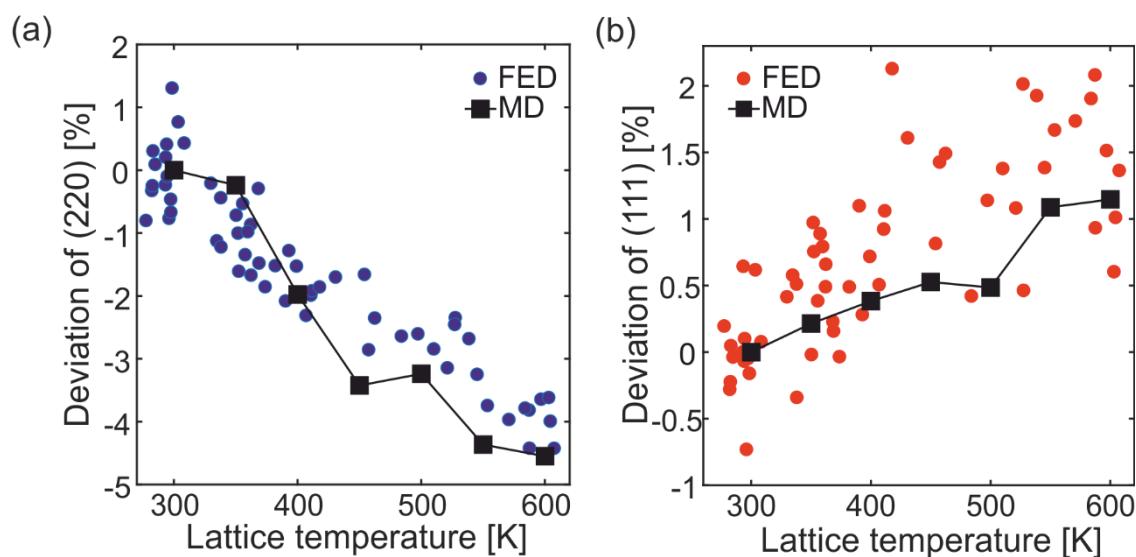 (a)
Deviation of (220) [%]
2
1
0
-1
-2
-3
-4
-5
FED
MD
300 400 500 600
Lattice temperature [K]
(b)
Deviation of (111) [%]
2
1.5
1
0.5
0
-0.5
-1
FED
MD
300 400 500 600
Lattice temperature [K]